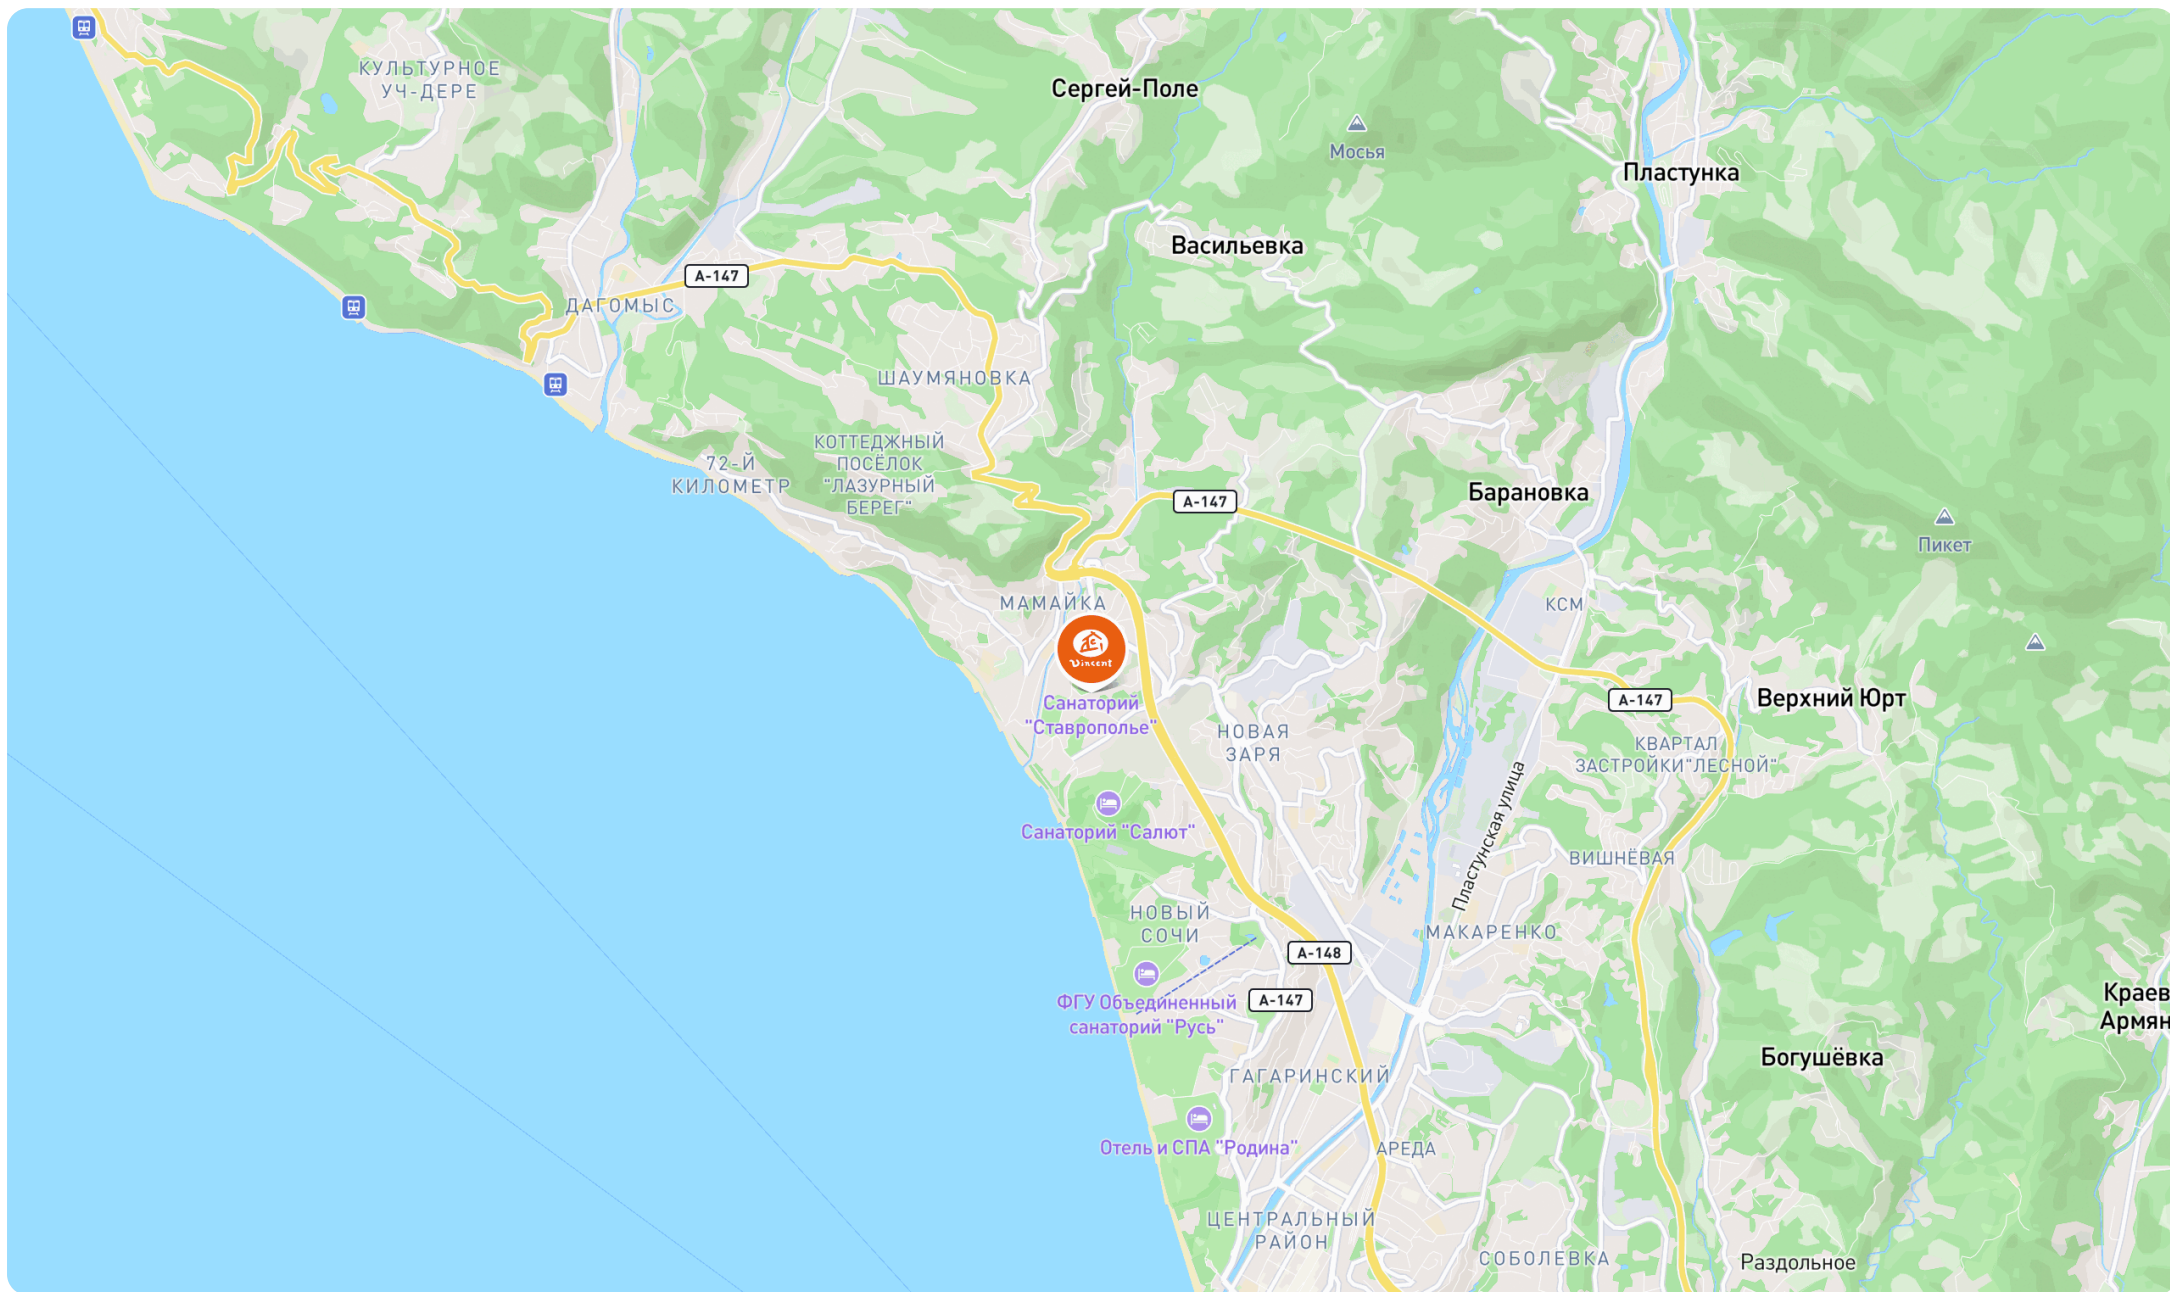 КУЛЬТУРНОЕ
УЧ-ДЕРЕ
Сергей-Поле
Мосья
Пластунка
Васильевка
А-147
ДАГОМЫС
ШАУМЯНОВКА
КОТТЕДЖНЫЙ
ПОСЁЛОК
"ЛАЗУРНЫЙ
БЕРЕГ"
72-Й
КИЛОМЕТР
А-147
Барановка
Пикет
МАМАЙКА
КСМ
Vincent
Санаторий
"Ставрополье"
А-147
Верхний Юрт
НОВАЯ
ЗАРЯ
КВАРТАЛ
ЗАСТРОЙКИ"ЛЕСНОЙ"
Пластунская улица
Санаторий "Салют"
ВИШНЁВАЯ
НОВЫЙ
СОЧИ
МАКАРЕНКО
А-148
ФГУ Объединенный
санаторий "Русь"
А-147
Краев
Армян
Богушёвка
ГАГАРИНСКИЙ
Отель и СПА "Родина"
АРЕДА
ЦЕНТРАЛЬНЫЙ
РАЙОН
СОБОЛЕВКА
Раздольное